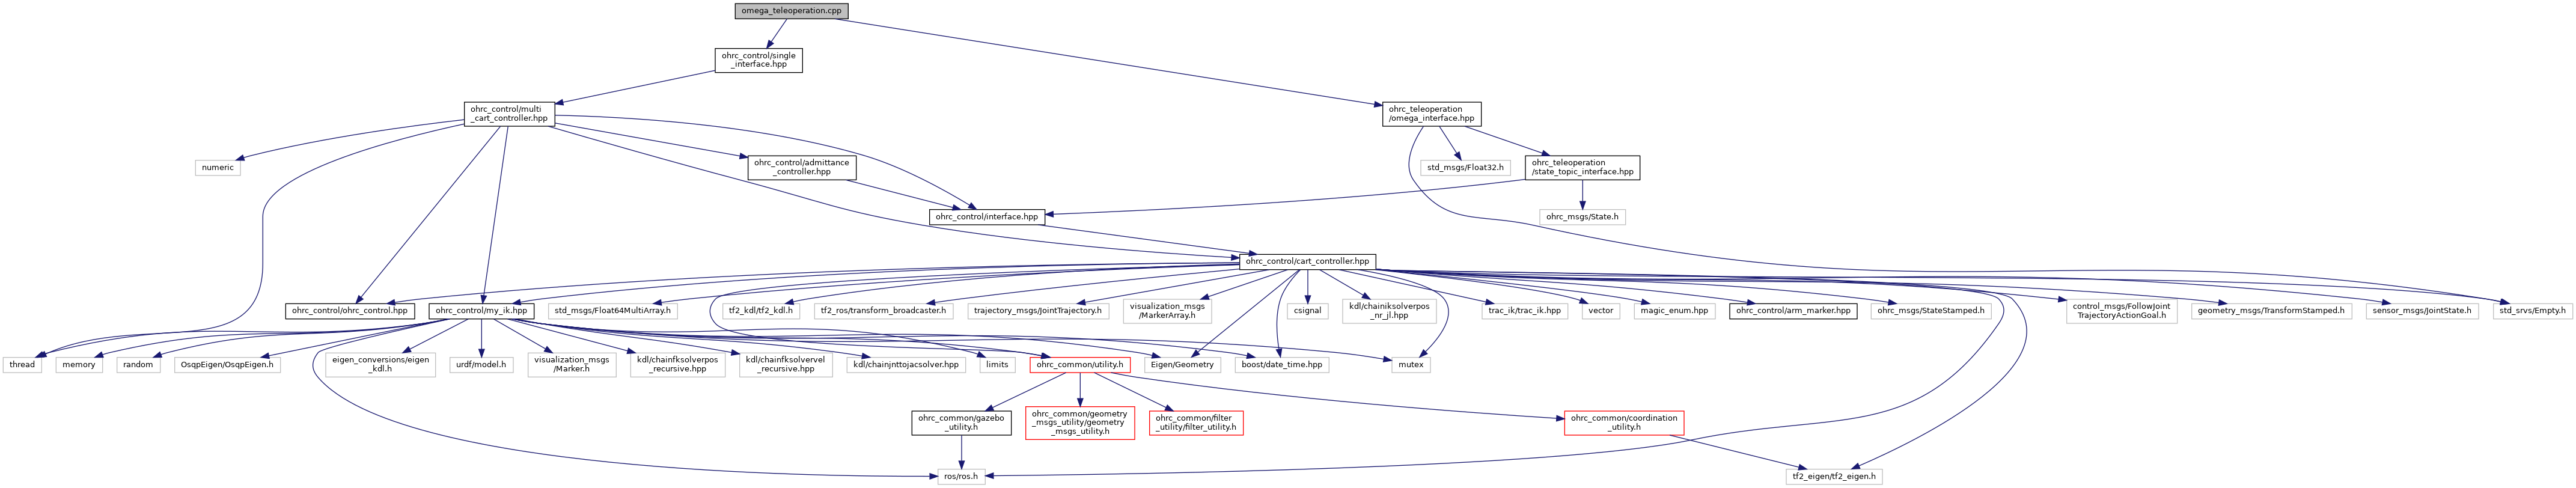 omega_teleoperation.cpp
ohrc_control/single
_interface.hpp
ohrc_control/multi
_cart_controller.hpp
ohrc_teleoperation
/omega_interface.hpp
numeric
ohrc_control/admittance
_controller.hpp
std_msgs/Float32.h
ohrc_teleoperation
/state_topic_interface.hpp
ohrc_control/interface.hpp
ohrc_msgs/State.h
ohrc_control/cart_controller.hpp
ohrc_control/ohrc_control.hpp
ohrc_control/my_ik.hpp
std_msgs/Float64MultiArray.h
tf2_kdl/tf2_kdl.h
tf2_ros/transform_broadcaster.h
trajectory_msgs/JointTrajectory.h
visualization_msgs
/MarkerArray.h
csignal
kdl/chainiksolverpos
_nr_jl.hpp
trac_ik/trac_ik.hpp
vector
magic_enum.hpp
ohrc_control/arm_marker.hpp
ohrc_msgs/StateStamped.h
control_msgs/FollowJoint
TrajectoryActionGoal.h
geometry_msgs/TransformStamped.h
sensor_msgs/JointState.h
std_srvs/Empty.h
thread
memory
random
OsqpEigen/OsqpEigen.h
eigen_conversions/eigen
_kdl.h
urdf/model.h
visualization_msgs
/Marker.h
kdl/chainfksolverpos
_recursive.hpp
kdl/chainfksolvervel
_recursive.hpp
kdl/chainjnttojacsolver.hpp
limits
ohrc_common/utility.h
Eigen/Geometry
boost/date_time.hpp
mutex
ohrc_common/gazebo
_utility.h
ohrc_common/geometry
_msgs_utility/geometry
_msgs_utility.h
ohrc_common/filter
_utility/filter_utility.h
ohrc_common/coordination
_utility.h
ros/ros.h
tf2_eigen/tf2_eigen.h